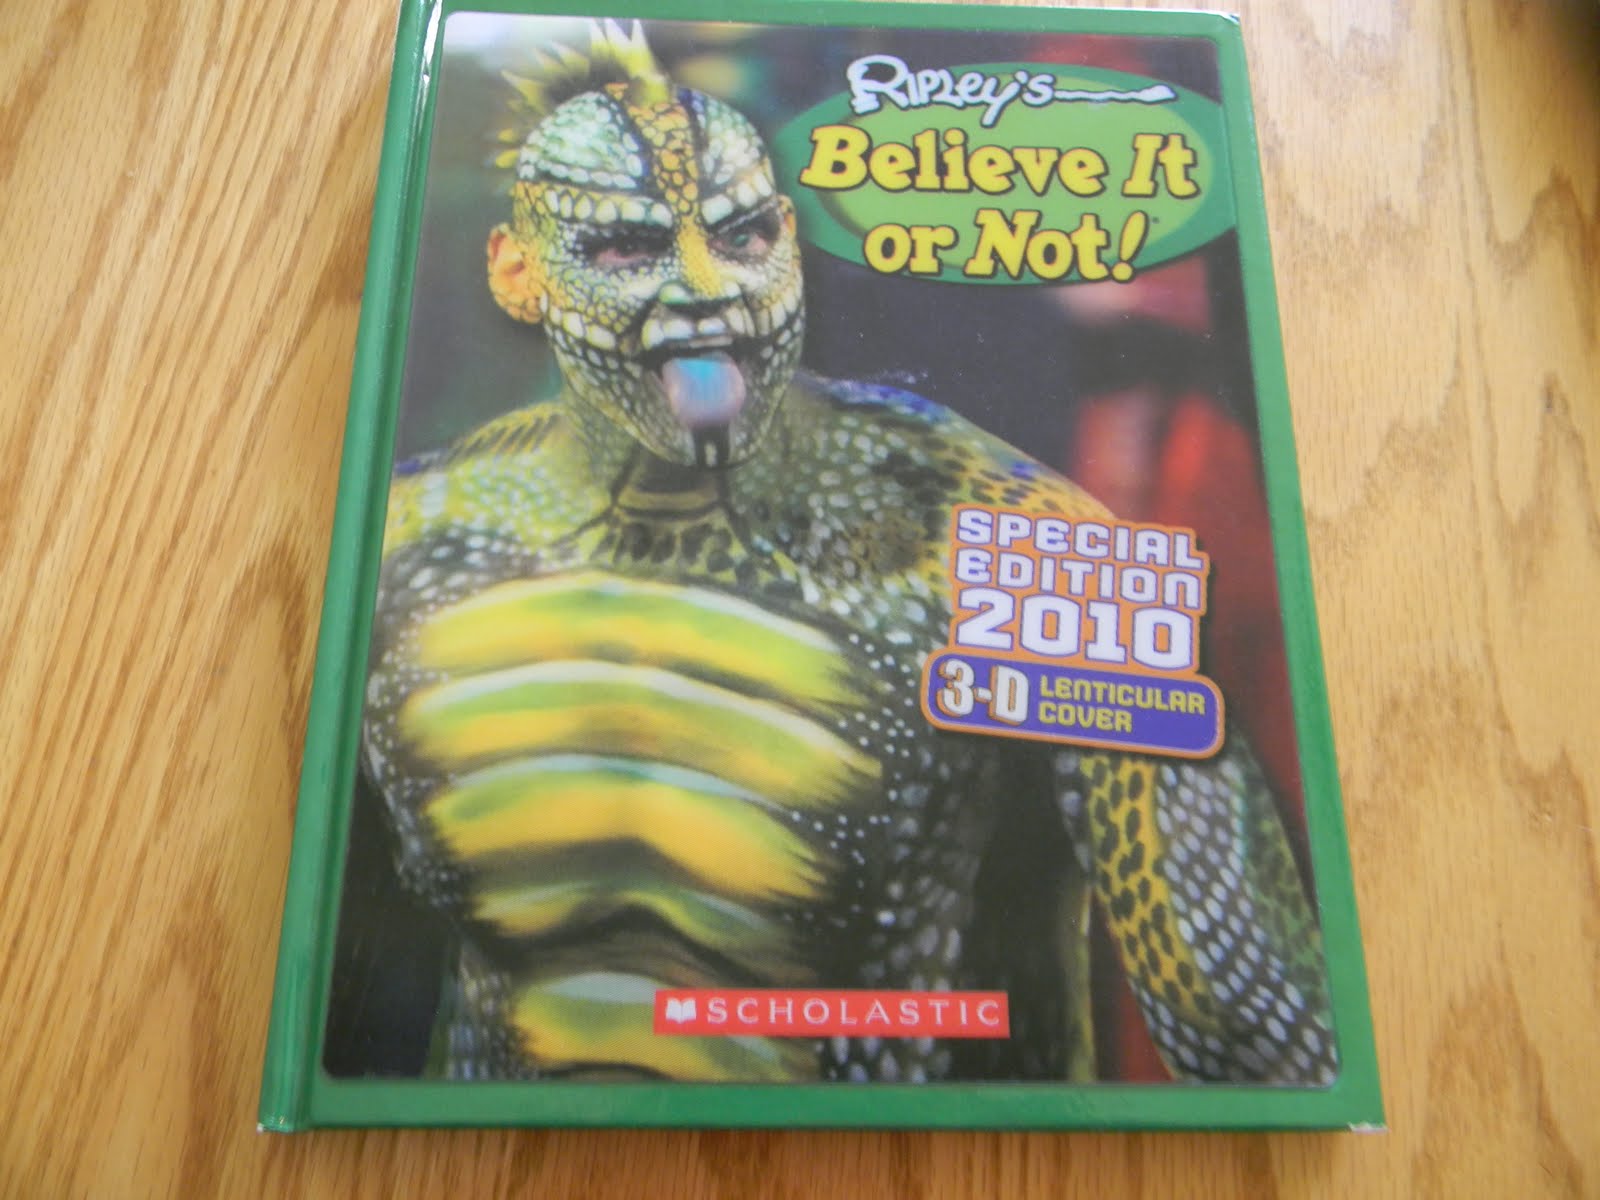 RIPLEY'S
Believe It
or Not!®
SPECIAL
EDITION
2010
3-D LENTICULAR
COVER
SCHOLASTIC